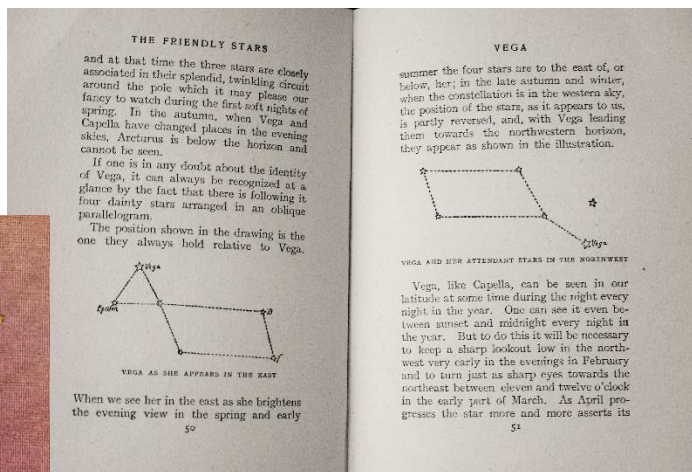 THE FRIENDLY STARS
and at that time the three stars are closely
associated in their splendid, twinkling circuit
around the pole which it may please our
fancy to watch during the first soft nights of
spring. In the autumn, when Vega and
Capella have changed places in the evening
skies, Arcturus is below the horizon and
cannot be seen.
If one is in any doubt about the identity
of Vega, it can always be recognized at a
glance by the fact that there is following it
four dainty stars arranged in an oblique
parallelogram.
The position shown in the drawing is the
one they always hold relative to Vega.
Vega
Epsilon
VEGA AS SHE APPEARS IN THE EAST
When we see her in the east as she brightens
the evening view in the spring and early
50
VEGA
summer the four stars are to the east of, or
below, her; in the late autumn and winter,
when the constellation is in the western sky,
the position of the stars, as it appears to us,
is partly reversed, and, with Vega leading
them towards the northwestern horizon,
they appear as shown in the illustration.
Vega
VEGA AND HER ATTENDANT STARS IN THE NORTHWEST
Vega, like Capella, can be seen in our
latitude at some time during the night every
night in the year. One can see it even be-
tween sunset and midnight every night in
the year. But to do this it will be necessary
to keep a sharp lookout low in the north-
west very early in the evenings in February
and to turn just as sharp eyes towards the
northeast between eleven and twelve o'clock
in the early part of March. As April pro-
gresses the star more and more asserts its
51